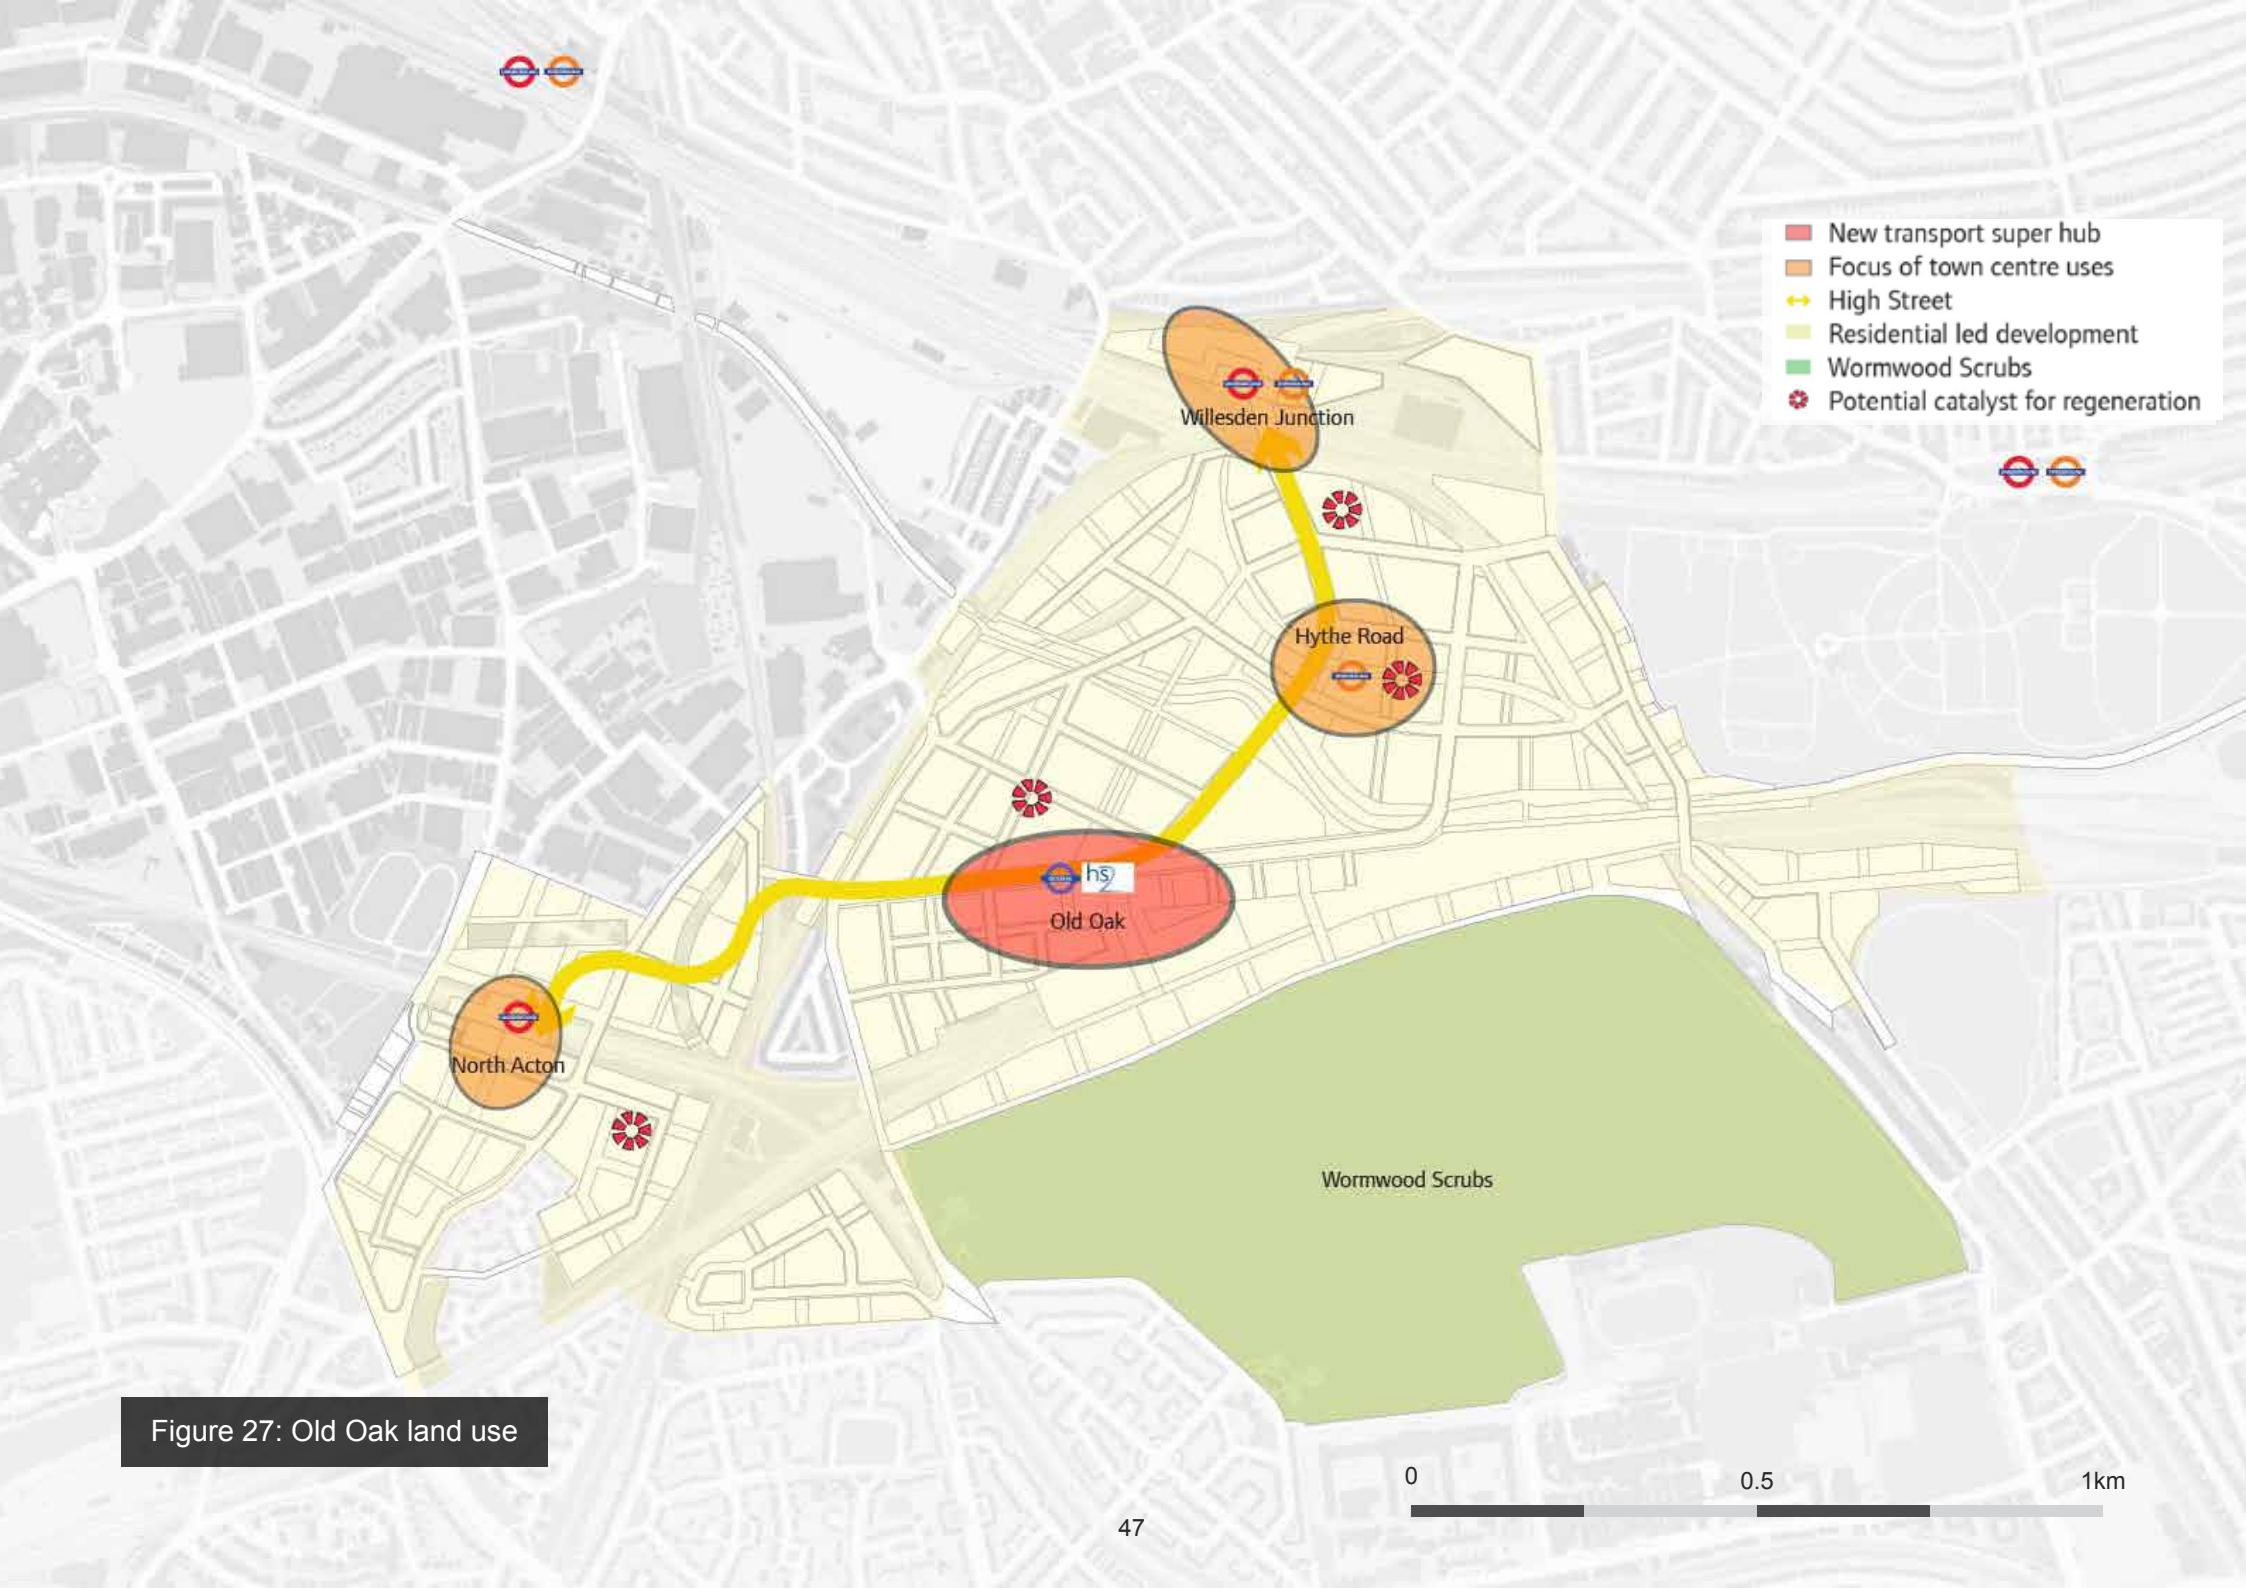 New transport super hub
Focus of town centre uses
High Street
Residential led development
Wormwood Scrubs
Potential catalyst for regeneration
Willesden Junction
Hythe Road
hs2
Old Oak
North Acton
Wormwood Scrubs
Figure 27: Old Oak land use
0
0.5
1km
47